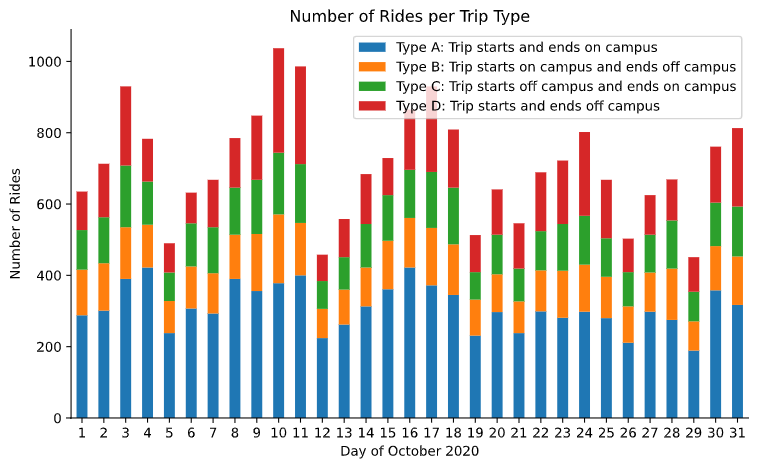 Number of Rides per Trip Type
Type A: Trip starts and ends on campus
Type B: Trip starts on campus and ends off campus
Type C: Trip starts off campus and ends on campus
Type D: Trip starts and ends off campus
1000
800
600
400
200
0
Number of Rides
1 2 3 4 5 6 7 8 9 10 11 12 13 14 15 16 17 18 19 20 21 22 23 24 25 26 27 28 29 30 31
Day of October 2020